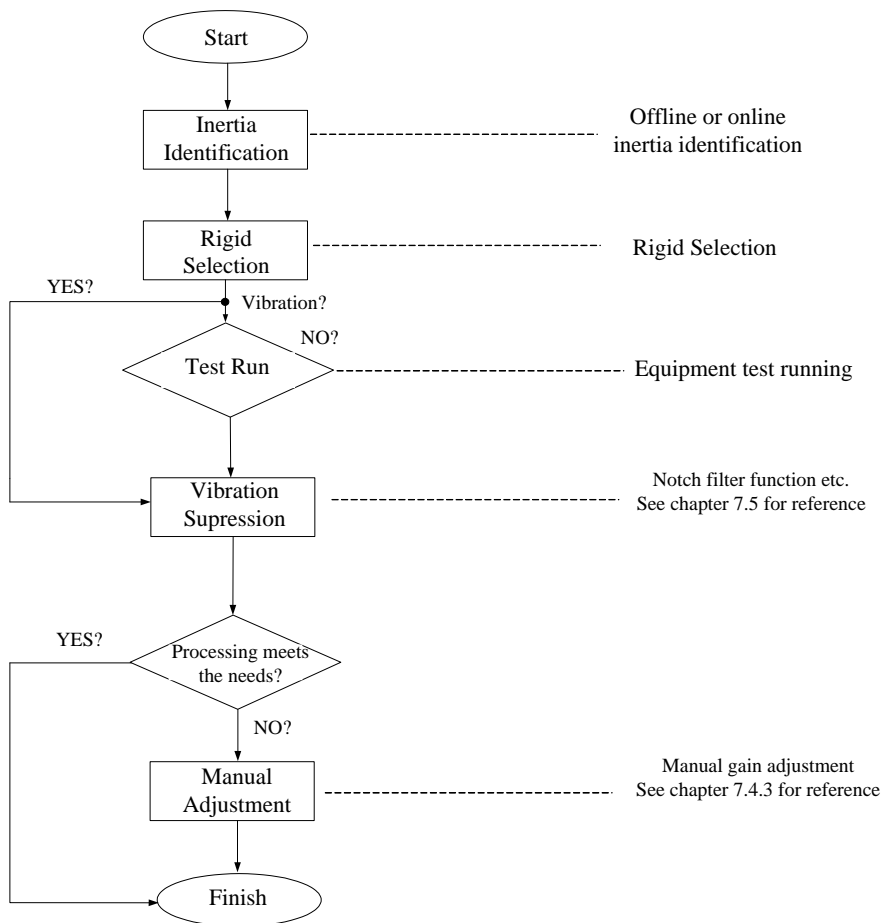 Start
Inertia
Identification
Offline or online
inertia identification
Rigid
Selection
Rigid Selection
YES?
Vibration?
NO?
Test Run
Equipment test running
Vibration
Supression
Notch filter function etc.
See chapter 7.5 for reference
YES?
Processing meets
the needs?
NO?
Manual
Adjustment
Manual gain adjustment
See chapter 7.4.3 for reference
Finish